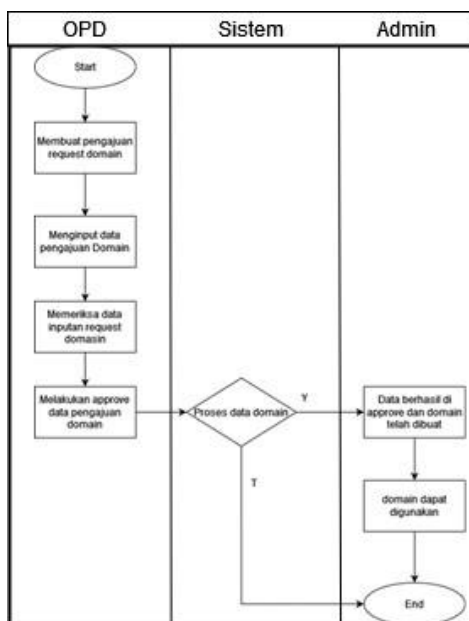 OPD
Sistem
Admin
Start
Membuat pengajuan
request domain
Menginput data
pengajuan Domain
Memeriksa data
inputan request
domasin
Melakukan approve
data pengajuan
domain
Proses data domain
Y
T
Data berhasil di
approve dan domain
telah dibuat
domain dapat
digunakan
End